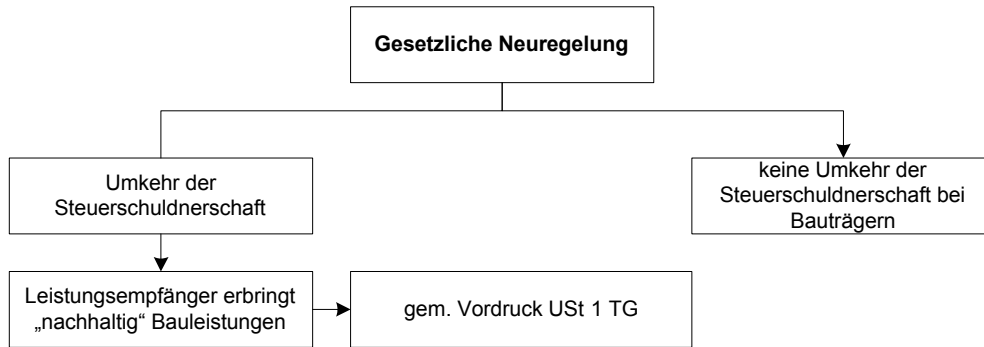 Gesetzliche Neuregelung
Umkehr der
Steuerschuldnerschaft
keine Umkehr der
Steuerschuldnerschaft bei
Bauträgern
Leistungsempfänger erbringt
„nachhaltig“ Bauleistungen
gem. Vordruck USt 1 TG